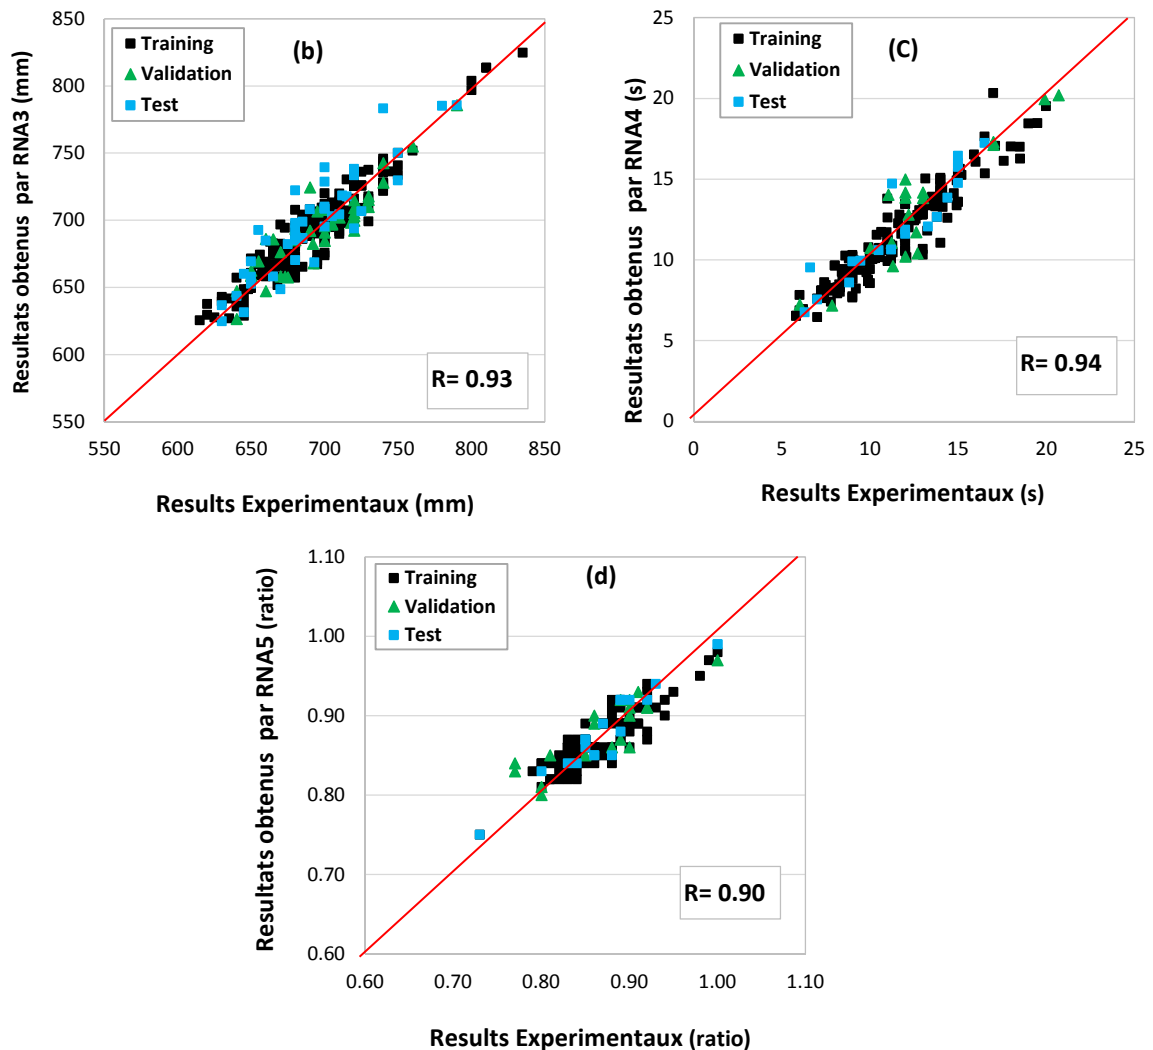 Resultats obtenus par RNA3 (mm)
850
800
750
700
650
600
550
Training
Validation
Test
(b)
R= 0.93
550
600
650
700
750
800
850
Results Experimentaux (mm)
Resultats obtenus par RNA4 (s)
25
20
15
10
5
0
Training
Validation
Test
(C)
R= 0.94
0
5
10
15
20
25
Results Experimentaux (s)
Resultats obtenus par RNA5 (ratio)
1.10
1.00
0.90
0.80
0.70
0.60
Training
Validation
Test
(d)
R= 0.90
0.60
0.70
0.80
0.90
1.00
1.10
Results Experimentaux (ratio)